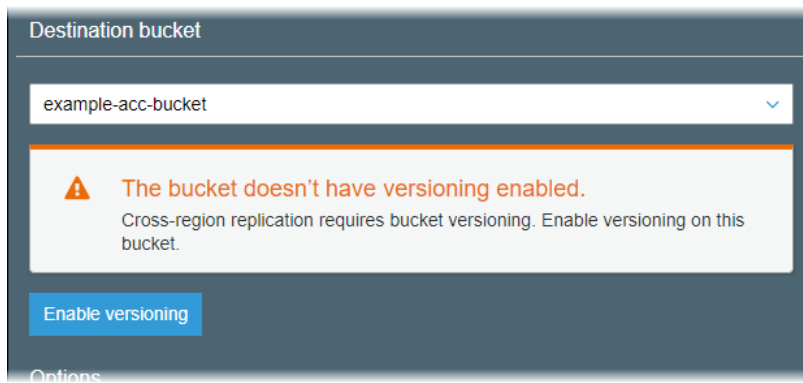 Destination bucket
example-acc-bucket
The bucket doesn't have versioning enabled.
Cross-region replication requires bucket versioning. Enable versioning on this
bucket.
Enable versioning
Options